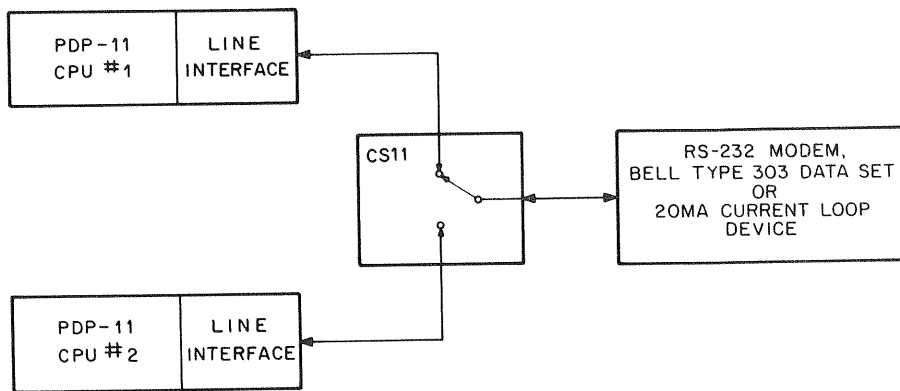 PDP-11
CPU #1
LINE
INTERFACE
CS11
RS-232 MODEM,
BELL TYPE 303 DATA SET
OR
20MA CURRENT LOOP
DEVICE
PDP-11
CPU #2
LINE
INTERFACE